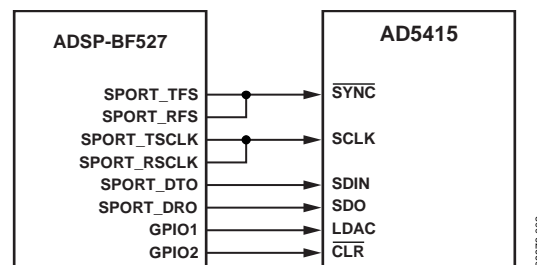 ADSP-BF527
AD5415
SPORT_TFS
SYNC
SPORT_RFS
SPORT_TSCLK
SCLK
SPORT_RSCLK
SPORT_DTO
SDIN
SPORT_DRO
SDO
GPIO1
LDAC
GPIO2
CLR